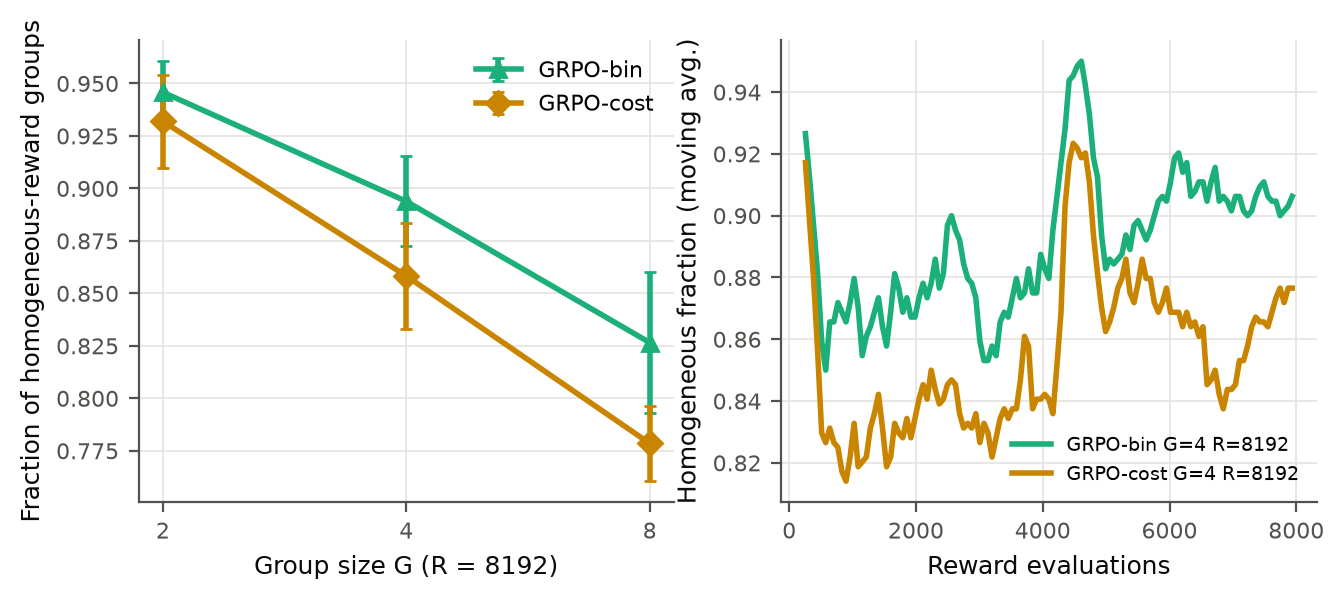 Fraction of homogeneous-reward groups
0.950
0.925
0.900
0.875
0.850
0.825
0.800
0.775
2
4
8
Group size G (R = 8192)
GRPO-bin
GRPO-cost
Homogeneous fraction (moving avg.)
0.94
0.92
0.90
0.88
0.86
0.84
0.82
0
2000
4000
6000
8000
Reward evaluations
GRPO-bin G=4 R=8192
GRPO-cost G=4 R=8192